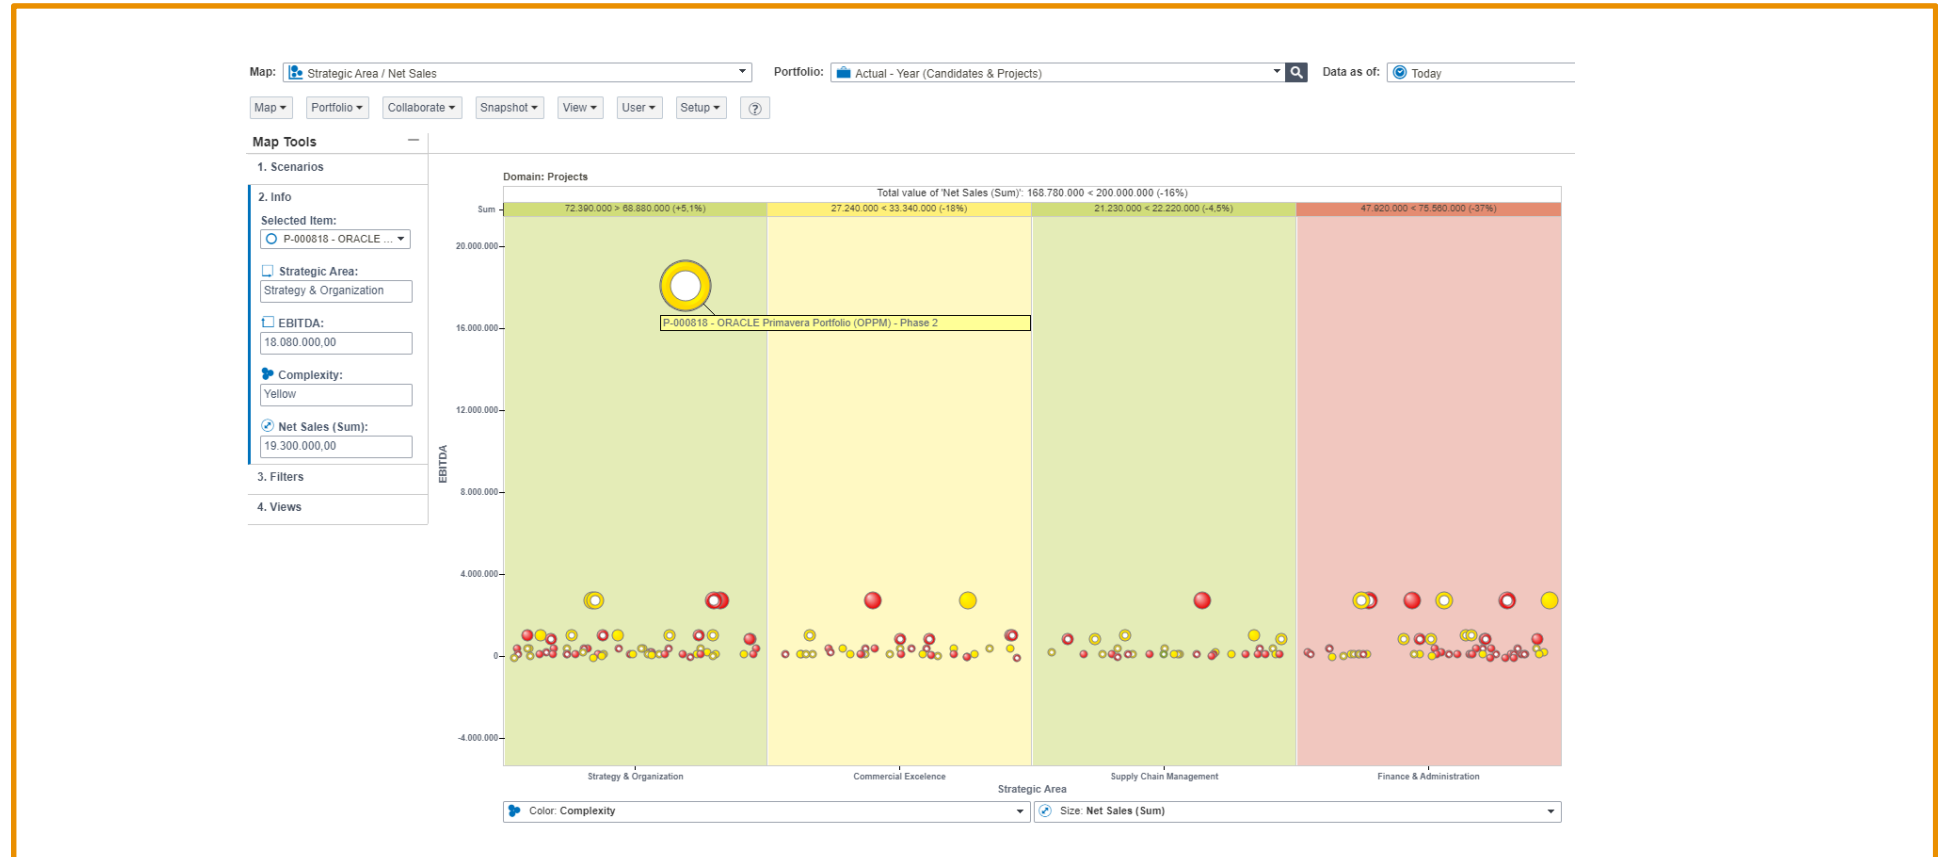 Map: Strategic Area / Net Sales
Portfolio: Actual - Year (Candidates & Projects)
Data as of: Today
Map
Portfolio
Collaborate
Snapshot
View
User
Setup
?
Map Tools
1. Scenarios
2. Info
Selected Item:
P-000818 - ORACLE ...
Strategic Area:
Strategy & Organization
EBITDA:
18.080.000,00
Complexity:
Yellow
Net Sales (Sum):
19.300.000,00
3. Filters
4. Views
Domain: Projects
Total value of 'Net Sales (Sum)': 168.780.000 < 200.000.000 (-16%)
Sum
72.390.000 > 68.880.000 (+5,1%)
27.240.000 < 33.340.000 (-18%)
21.230.000 < 22.220.000 (-4,5%)
47.920.000 < 75.560.000 (-37%)
20.000.000
16.000.000
12.000.000
8.000.000
4.000.000
0
-4.000.000
EBITDA
P-000818 - ORACLE Primavera Portfolio (OPPM) - Phase 2
Strategy & Organization
Commercial Excelence
Supply Chain Management
Finance & Administration
Strategic Area
Color: Complexity
Size: Net Sales (Sum)